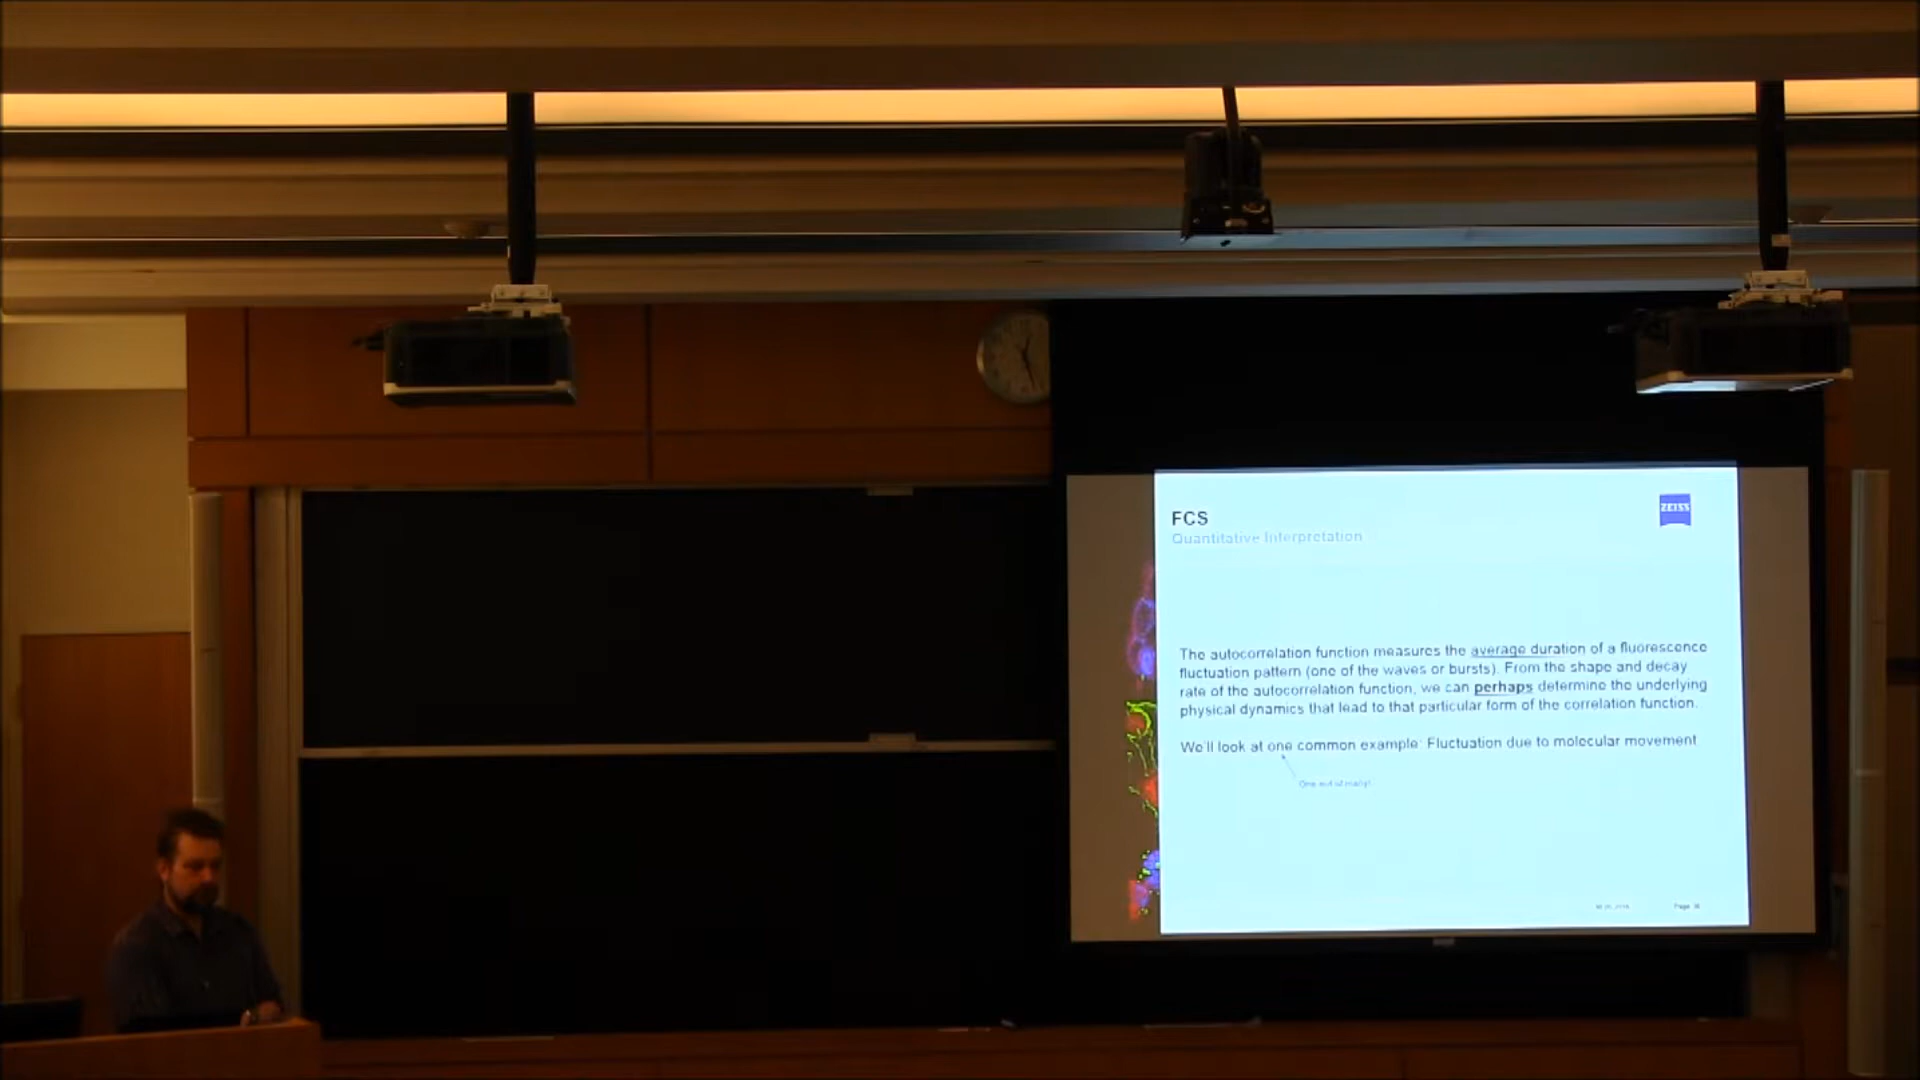 FCS
ZEISS
Quantitative Interpretation
The autocorrelation function measures the average duration of a fluorescence
fluctuation pattern (one of the waves or bursts). From the shape and decay
rate of the autocorrelation function, we can perhaps determine the underlying
physical dynamics that lead to that particular form of the correlation function.
We'll look at one common example: Fluctuation due to molecular movement
One out of many!
Page